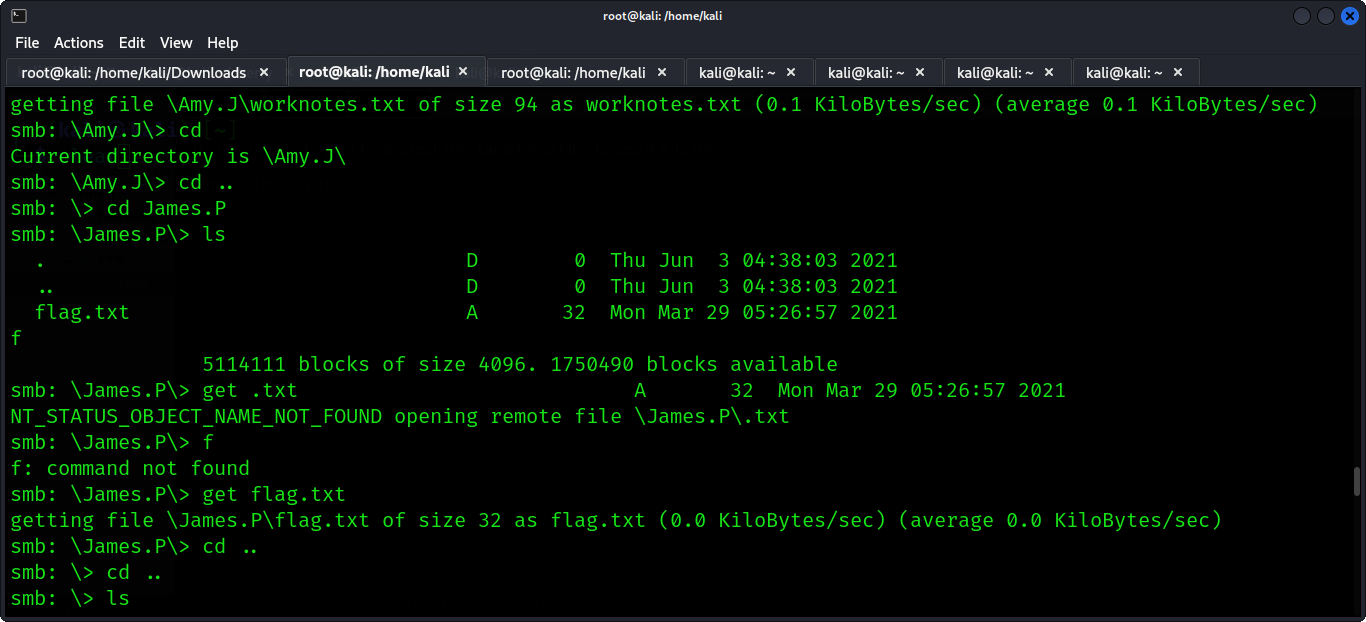 root@kali: /home/kali
File Actions Edit View Help
root@kali: /home/kali/Downloads × root@kali: /home/kali × root@kali: /home/kali × kali@kali: ~ × kali@kali: ~ × kali@kali: ~ × kali@kali: ~ ×
getting file \Amy.J\worknotes.txt of size 94 as worknotes.txt (0.1 KiloBytes/sec) (average 0.1 KiloBytes/sec)
smb: \Amy.J\> cd
Current directory is \Amy.J\
smb: \Amy.J\> cd ..
smb: \> cd James.P
smb: \James.P\> ls
. D 0 Thu Jun 3 04:38:03 2021
.. D 0 Thu Jun 3 04:38:03 2021
flag.txt A 32 Mon Mar 29 05:26:57 2021
f
5114111 blocks of size 4096. 1750490 blocks available
smb: \James.P\> get .txt A 32 Mon Mar 29 05:26:57 2021
NT_STATUS_OBJECT_NAME_NOT_FOUND opening remote file \James.P\.txt
smb: \James.P\> f
f: command not found
smb: \James.P\> get flag.txt
getting file \James.P\flag.txt of size 32 as flag.txt (0.0 KiloBytes/sec) (average 0.0 KiloBytes/sec)
smb: \James.P\> cd ..
smb: \> cd ..
smb: \> ls